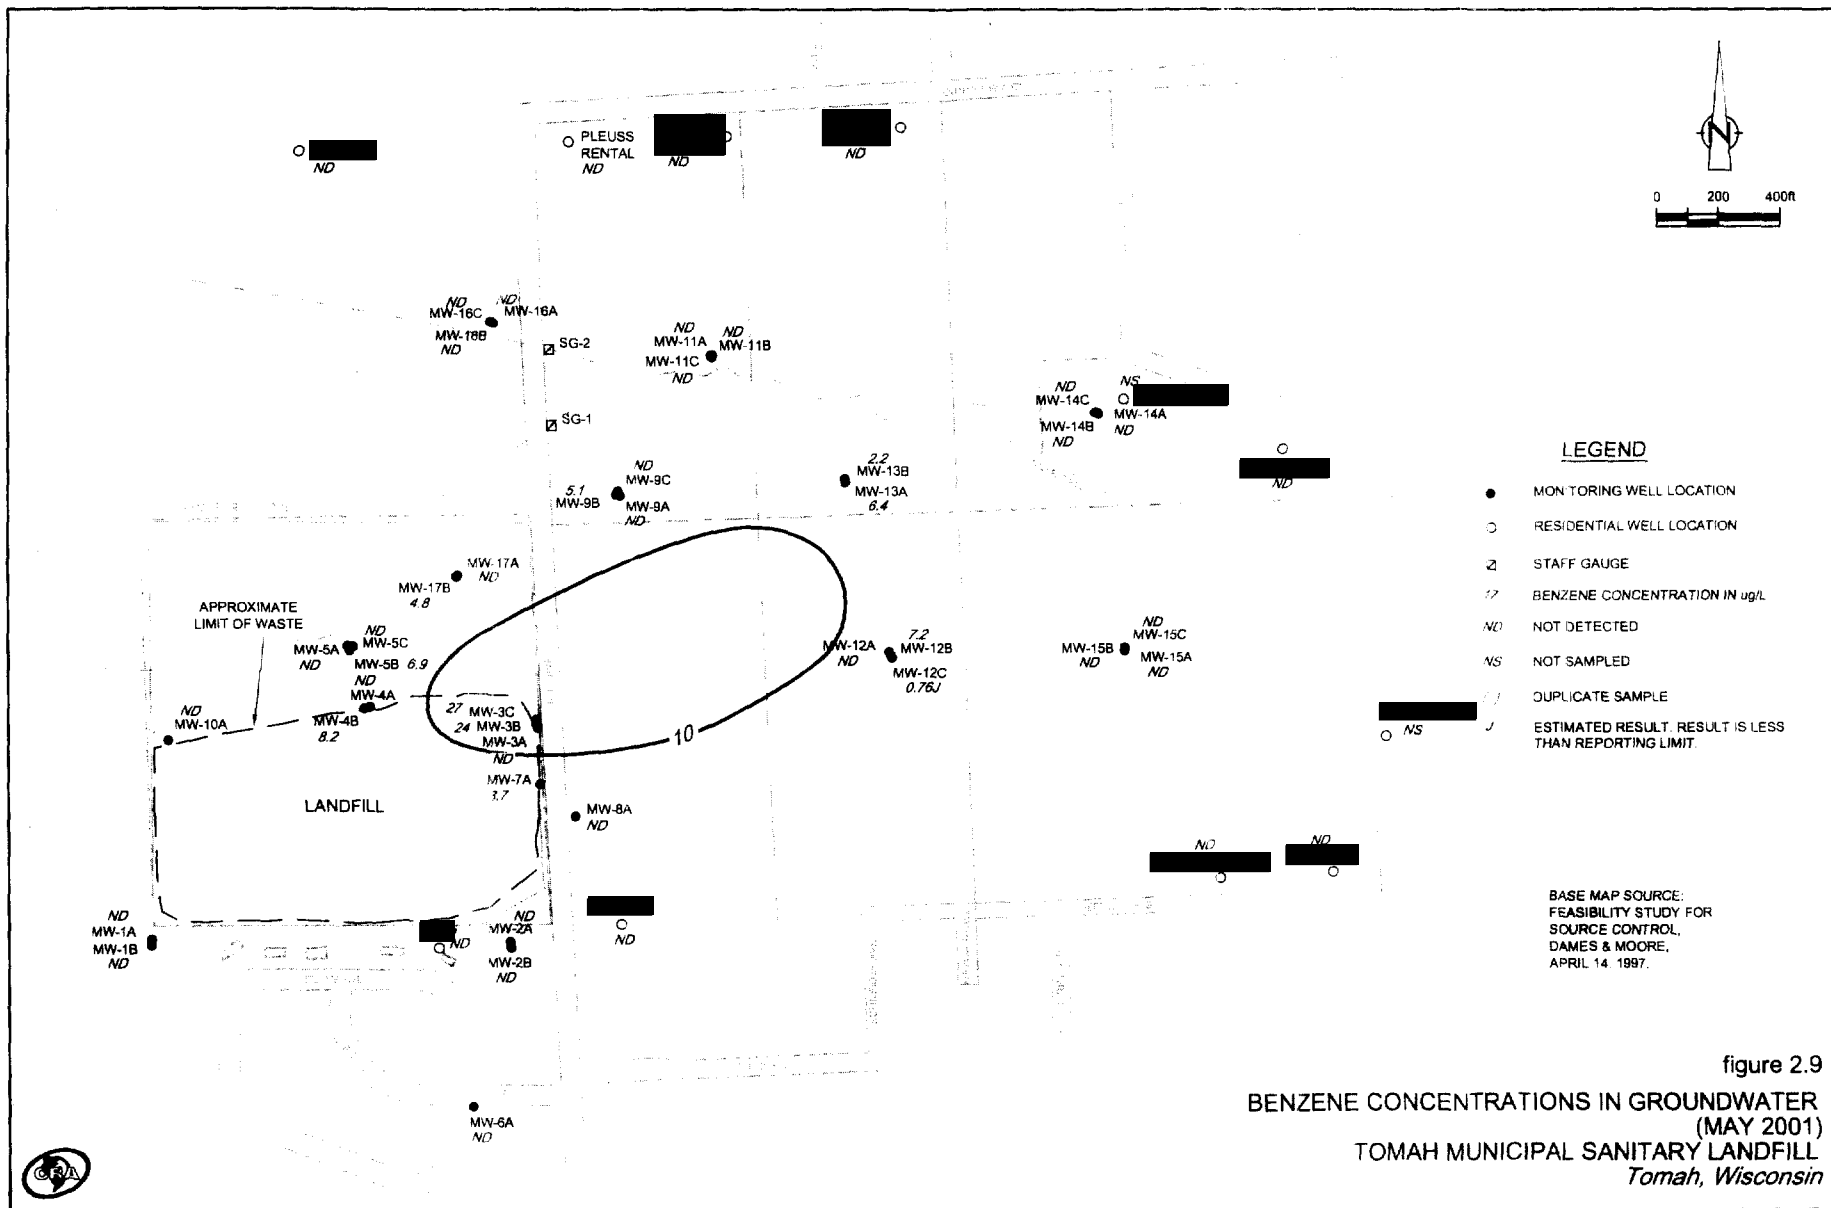 PLEUSS
RENTAL
ND
ND
ND
ND
N
0 200 400ft
ND ND
MW-16C MW-16A
MW-16B
ND
SG-2
ND ND
MW-11A MW-11B
MW-11C
ND
SG-1
ND NS
MW-14C
MW-14A
MW-14B ND
ND
ND
ND
MW-9C
5.1
MW-9B
MW-9A
ND
2.2
MW-13B
MW-13A
6.4
MW-17A
ND
MW-17B
4.8
APPROXIMATE
LIMIT OF WASTE
ND
MW-5C
MW-5A
ND
MW-5B 6.9
ND
MW-4A
MW-4B
8.2
ND
MW-10A
27 MW-3C
24 MW-3B
MW-3A
ND
MW-7A
3.7
10
MW-8A
ND
LANDFILL
7.2
MW-12A MW-12B
ND
MW-12C
0.76J
ND
MW-15C
MW-15B
ND
MW-15A
ND
ND
ND
ND
MW-1A
MW-1B
ND
ND
ND
MW-2A
MW-2B
ND
ND
MW-6A
ND
LEGEND
MONITORING WELL LOCATION
RESIDENTIAL WELL LOCATION
STAFF GAUGE
BENZENE CONCENTRATION IN ug/L
ND NOT DETECTED
NS NOT SAMPLED
DUPLICATE SAMPLE
J ESTIMATED RESULT. RESULT IS LESS
THAN REPORTING LIMIT.
NS
BASE MAP SOURCE:
FEASIBILITY STUDY FOR
SOURCE CONTROL,
DAMES & MOORE,
APRIL 14. 1997.
figure 2.9
BENZENE CONCENTRATIONS IN GROUNDWATER
(MAY 2001)
TOMAH MUNICIPAL SANITARY LANDFILL
Tomah, Wisconsin
CRA